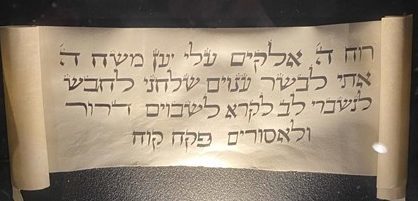 רוח ה' אלקים עלי יען משח ה'
אתי לבשר ענוים שלחני לחבש
לנשברי לב לקרא לשבוים דרור
ולאסורים פקח קוח